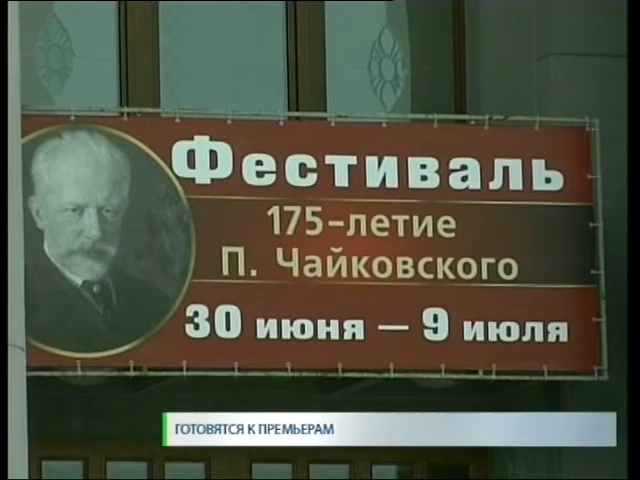 Фестиваль
175-летие
П. Чайковского
30 июня – 9 июля
ГОТОВЯТСЯ К ПРЕМЬЕРАМ